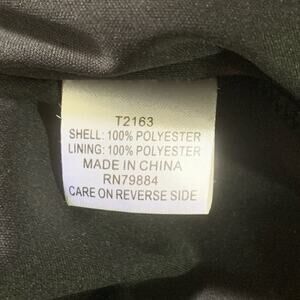 T2163
SHELL: 100% POLYESTER
LINING: 100% POLYESTER
MADE IN CHINA
RN79884
CARE ON REVERSE SIDE